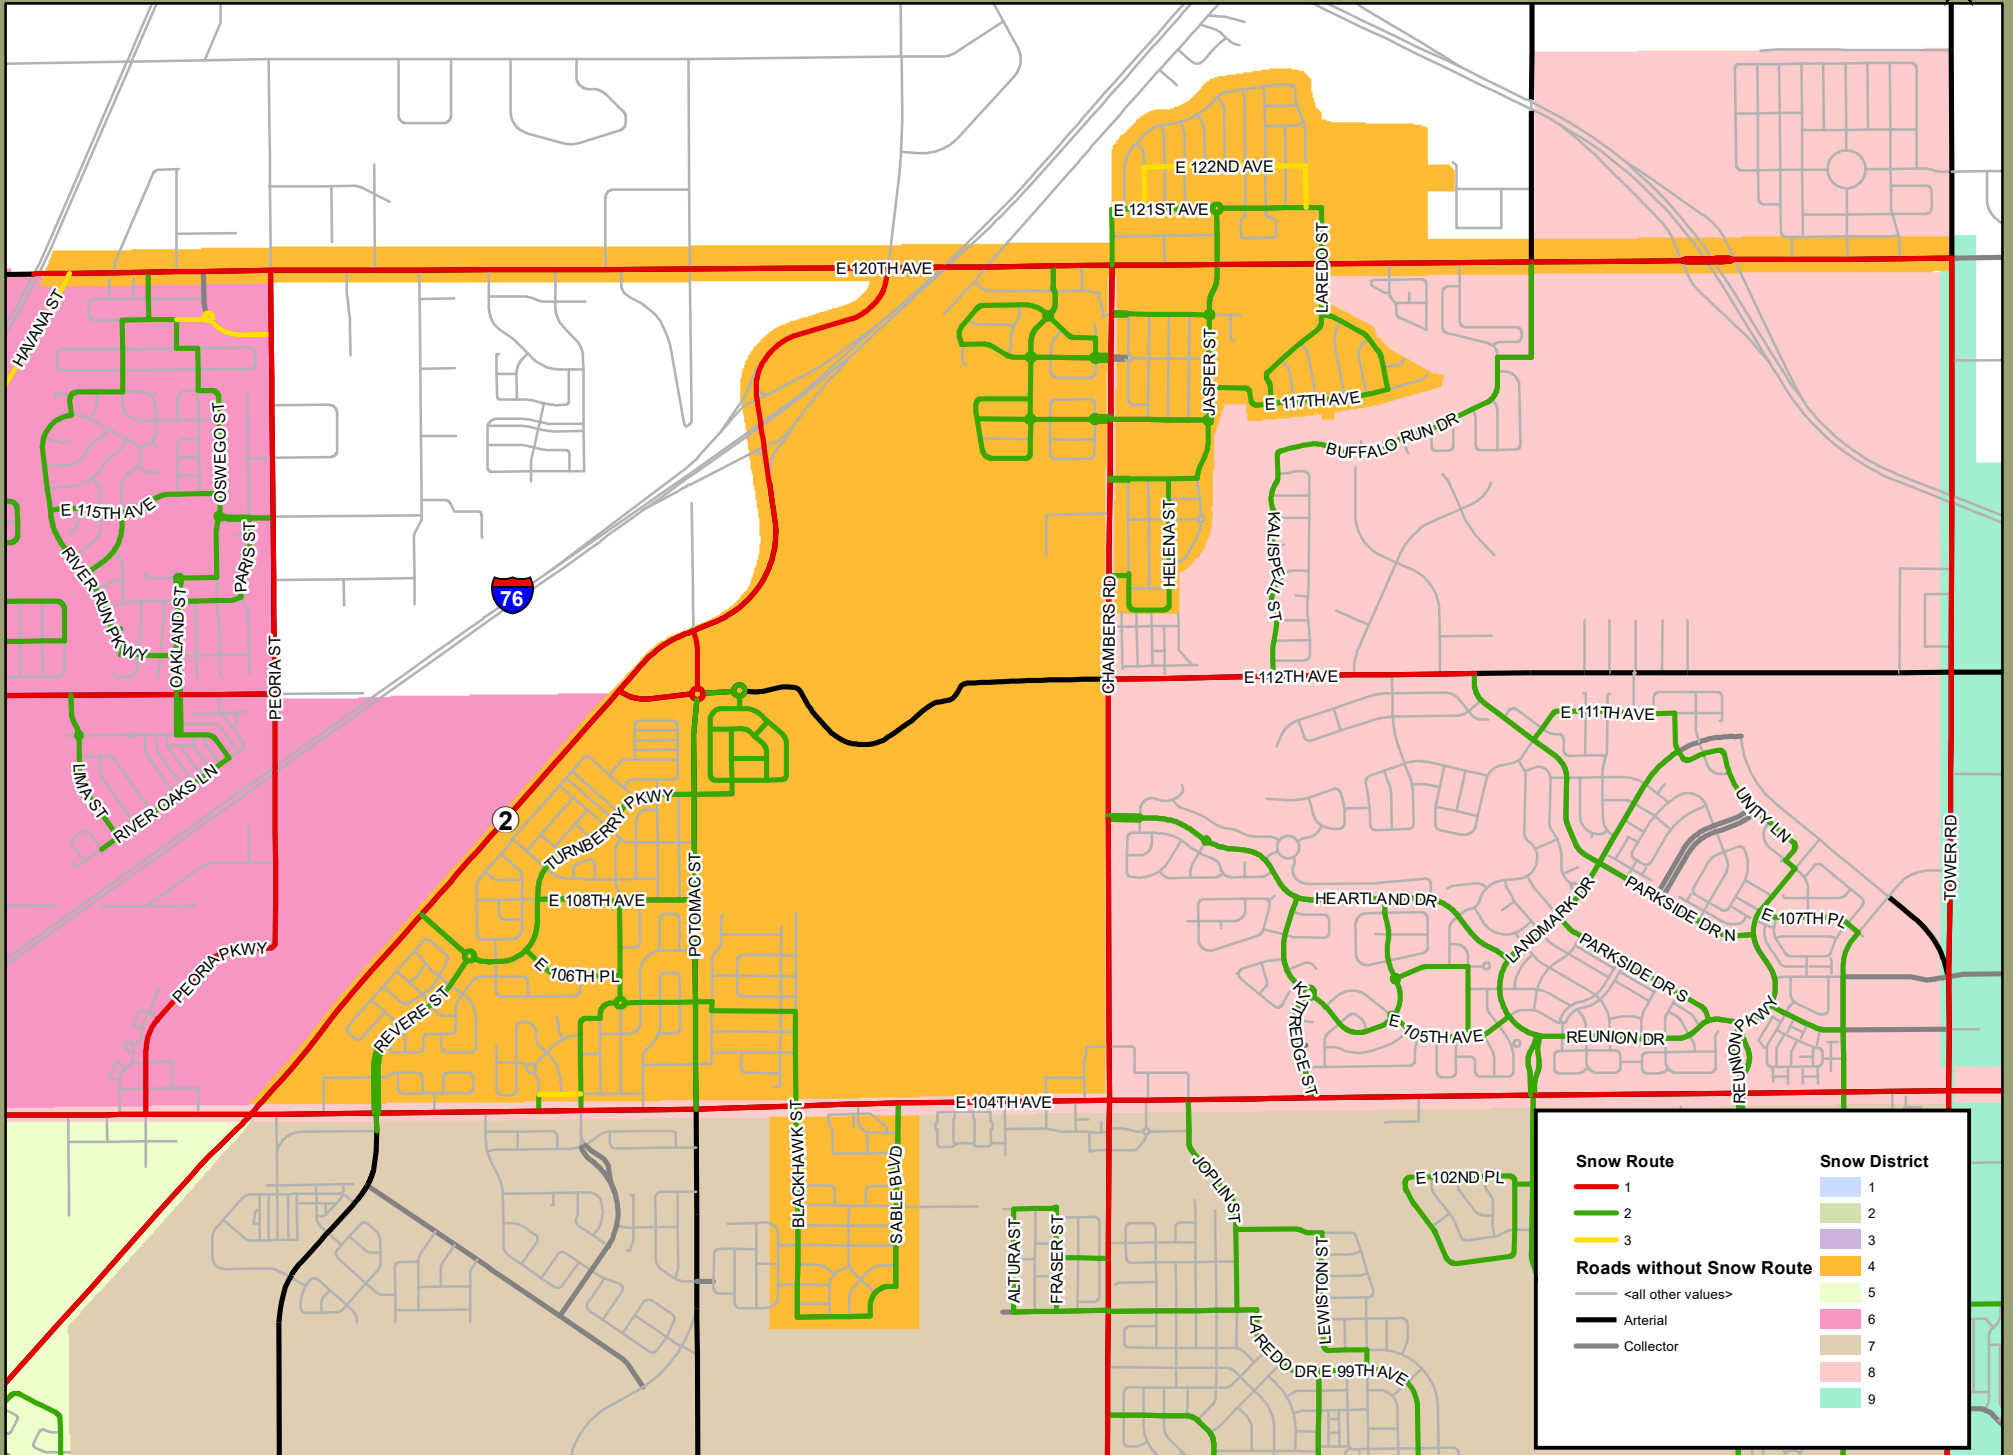 E 122ND AVE
E 121ST AVE
LAREDO ST
E 120TH AVE
HAVANA ST
JASPER ST
E 117TH AVE
BUFFALO RUN DR
OSWEGO ST
E 115TH AVE
PARIS ST
RIVER RUN PKWY
OAKLAND ST
76
HELENA ST
KALISPELL ST
CHAMBERS RD
PEORIA ST
E 112TH AVE
E 111TH AVE
LIMA ST
RIVER OAKS LN
2
TURNBERRY PKWY
UNITY LN
TOWER RD
POTOMAC ST
E 108TH AVE
HEARTLAND DR
LANDMARK DR
PARKSIDE DR N
E 107TH PL
PEORIA PKWY
E 106TH PL
REVERE ST
PARKSIDE DR S
KITTREDGE ST
E 105TH AVE
REUNION DR
REUNION PKWY
E 104TH AVE
BLACKHAWK ST
SABLE BLVD
JOPLIN ST
E 102ND PL
ALTURA ST
FRASER ST
LEWISTON ST
LAREDO DR
E 99TH AVE
Snow Route
1
2
3
Roads without Snow Route
<all other values>
Arterial
Collector
Snow District
1
2
3
4
5
6
7
8
9